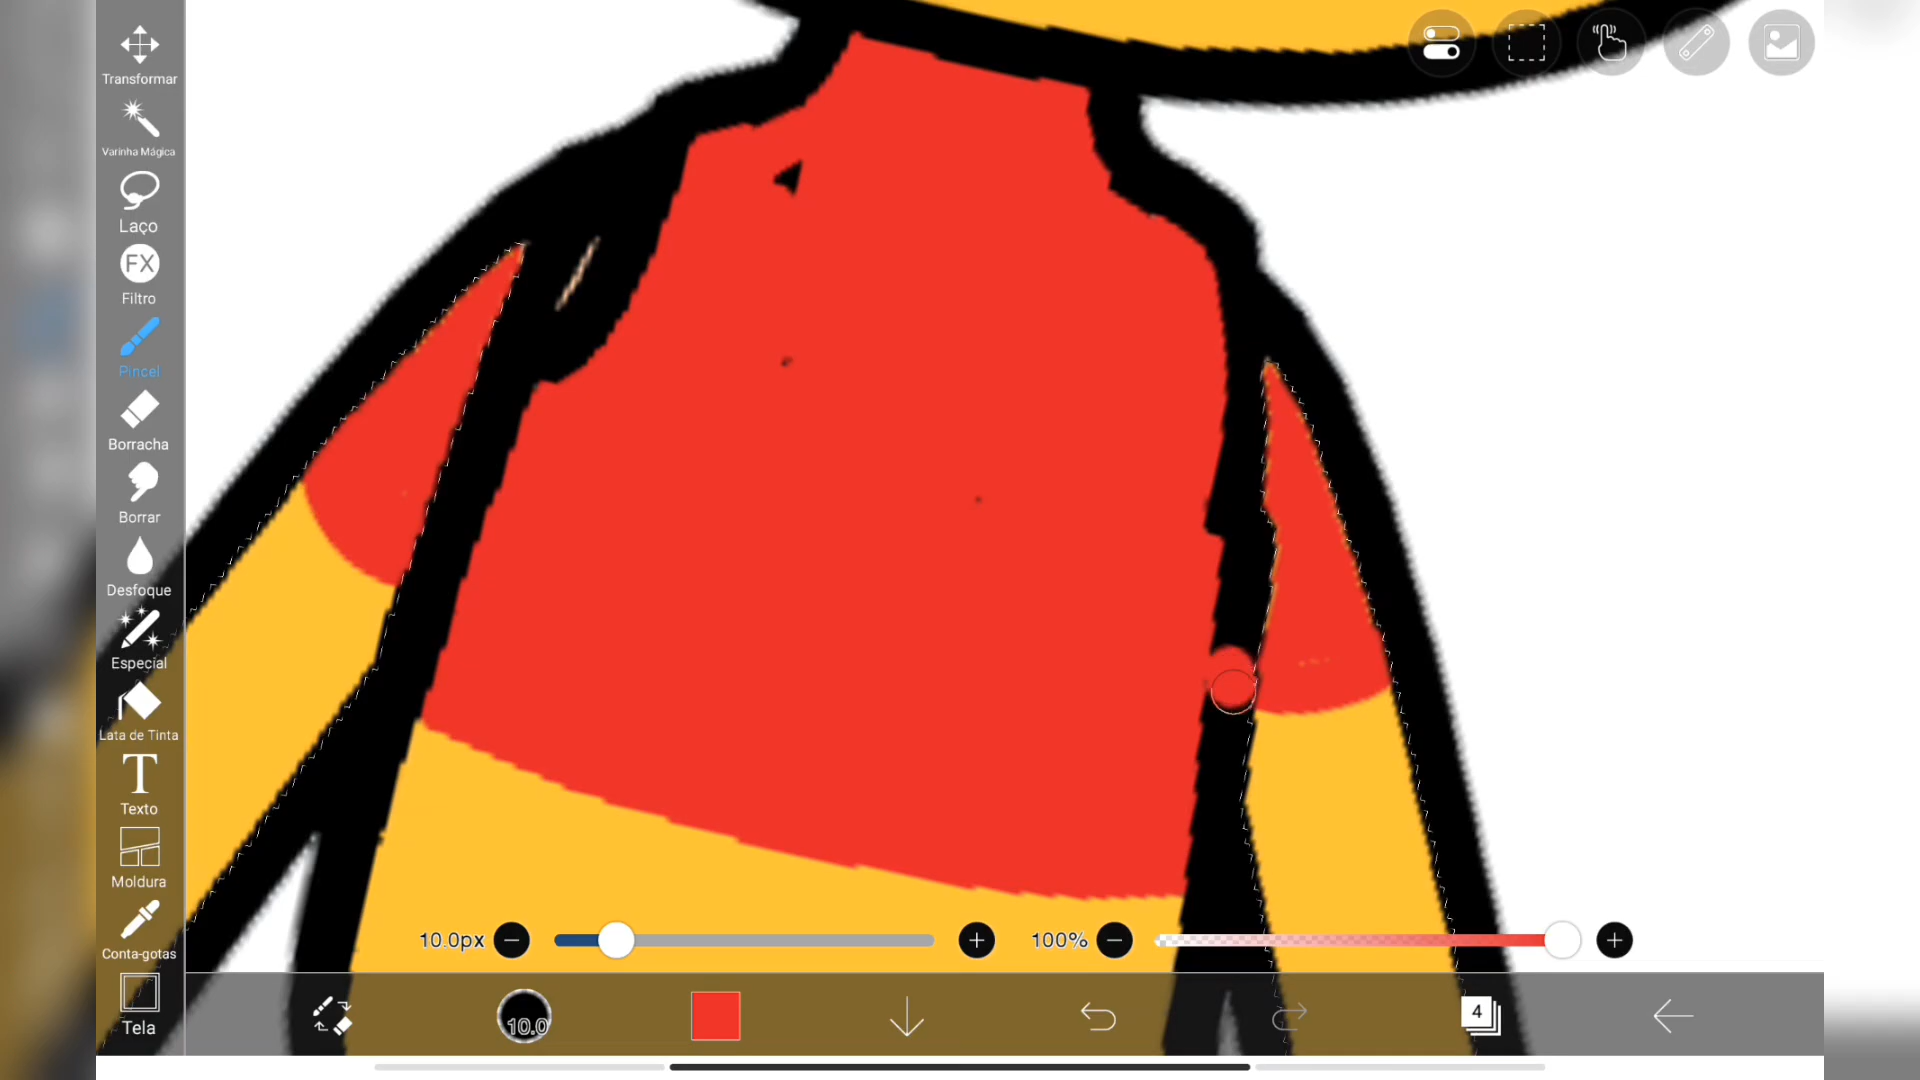 Transformar
Varinha Mágica
Laço
FX
Filtro
Pincel
Borracha
Borrar
Desfoque
Especial
Lata de Tinta
T
Texto
Moldura
Conta-gotas
Tela
10.0px
100%
10.0
4